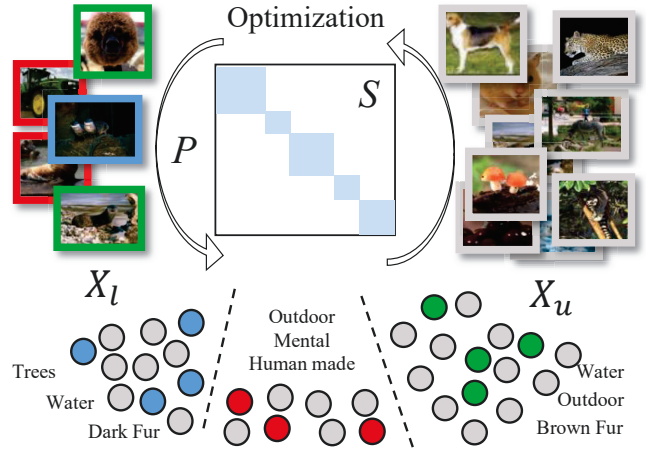 Optimization
S
P
X_l
X_u
Outdoor
Mental
Human made
Trees
Water
Dark Fur
Water
Outdoor
Brown Fur